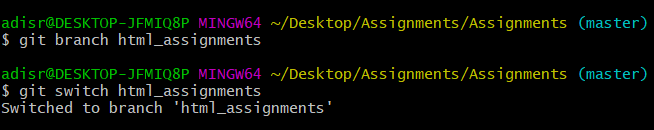 adisr@DESKTOP-JFMIQ8P MINGW64 ~/Desktop/Assignments/Assignments (master)
$ git branch html_assignments
adisr@DESKTOP-JFMIQ8P MINGW64 ~/Desktop/Assignments/Assignments (master)
$ git switch html_assignments
Switched to branch 'html_assignments'